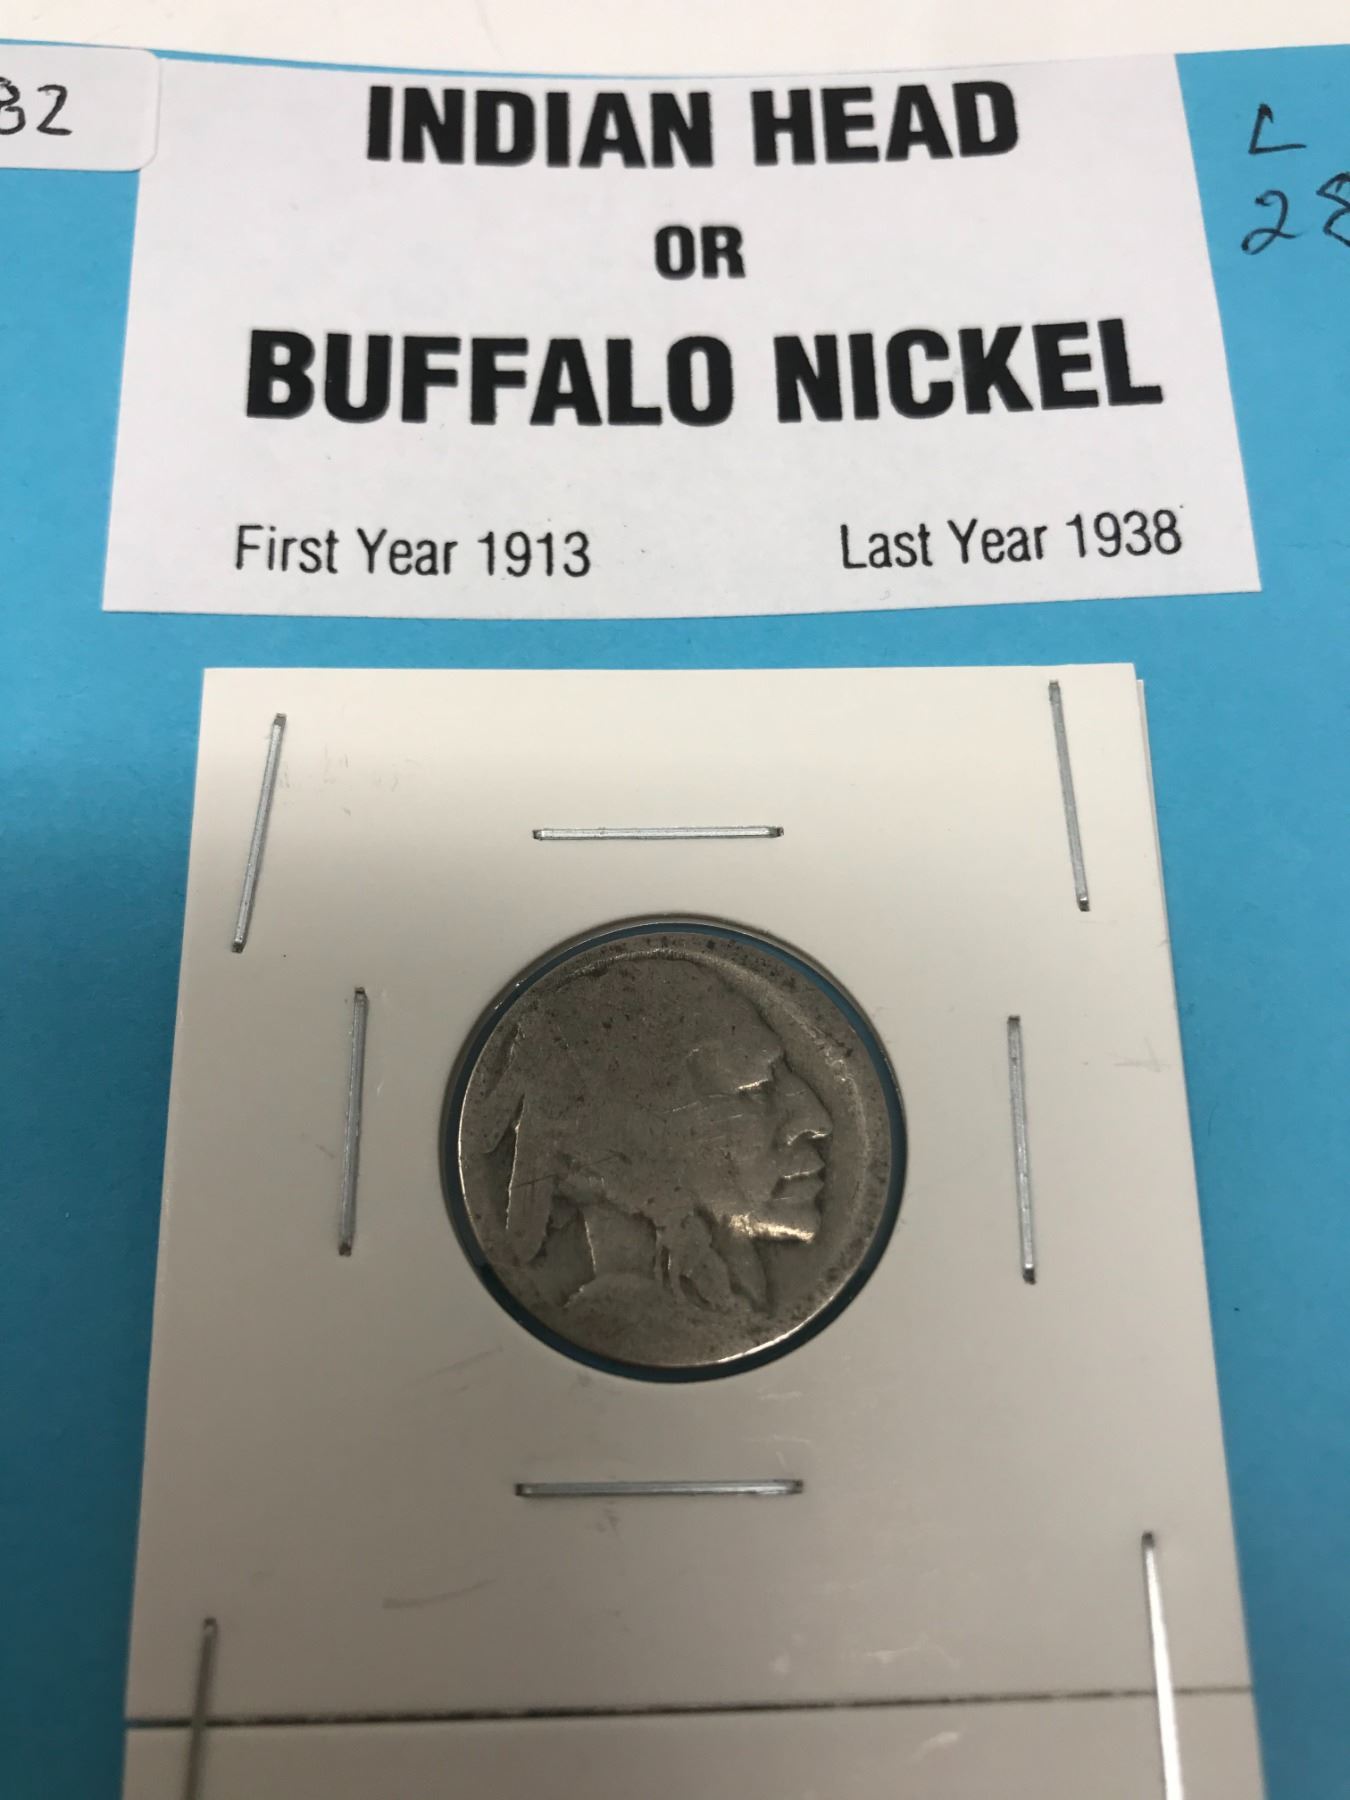 32
INDIAN HEAD
L
OR
28
BUFFALO NICKEL
First Year 1913 Last Year 1938